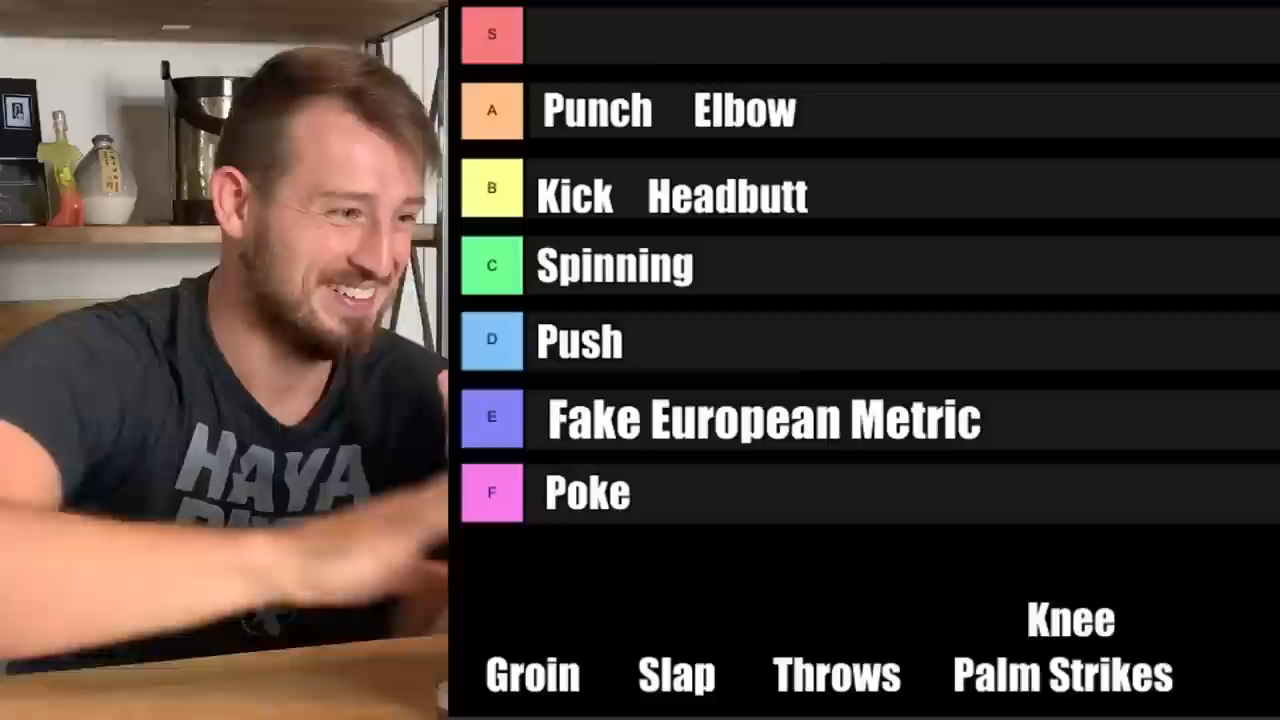 S
A Punch Elbow
B Kick Headbutt
C Spinning
D Push
E Fake European Metric
F Poke
Knee
Groin Slap Throws Palm Strikes
HAYA